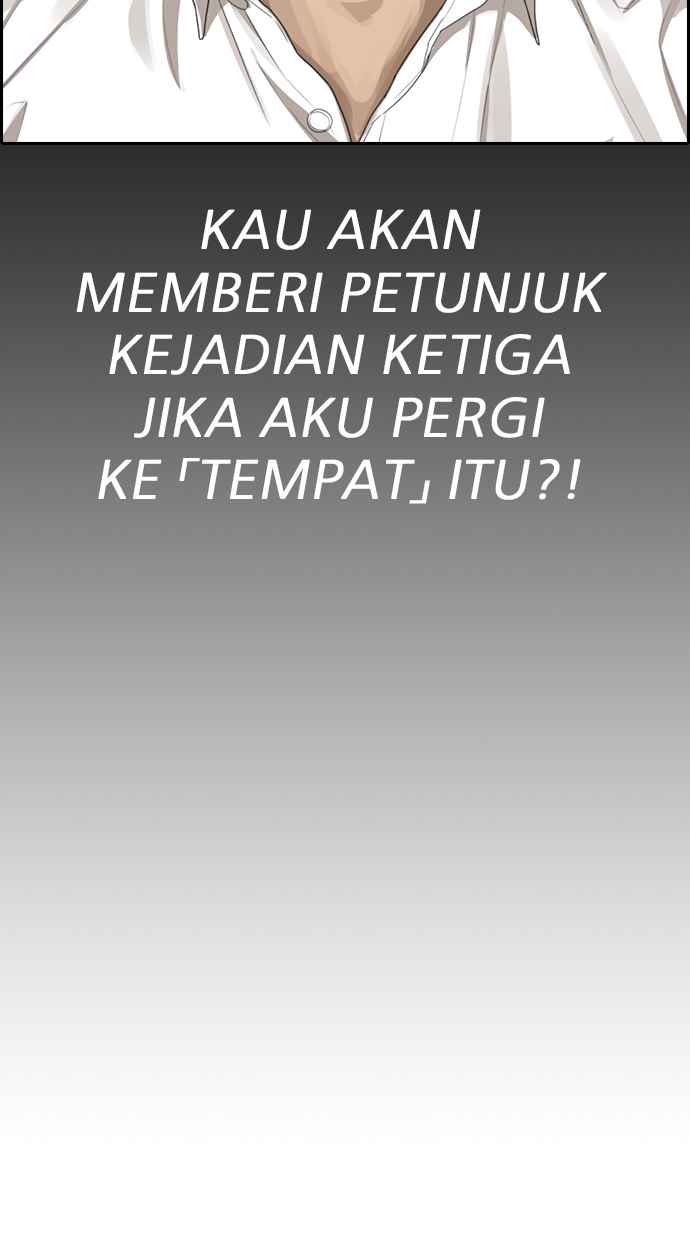 KAU AKAN
MEMBERI PETUNJUK
KEJADIAN KETIGA
JIKA AKU PERGI
KE「TEMPAT」ITU?!